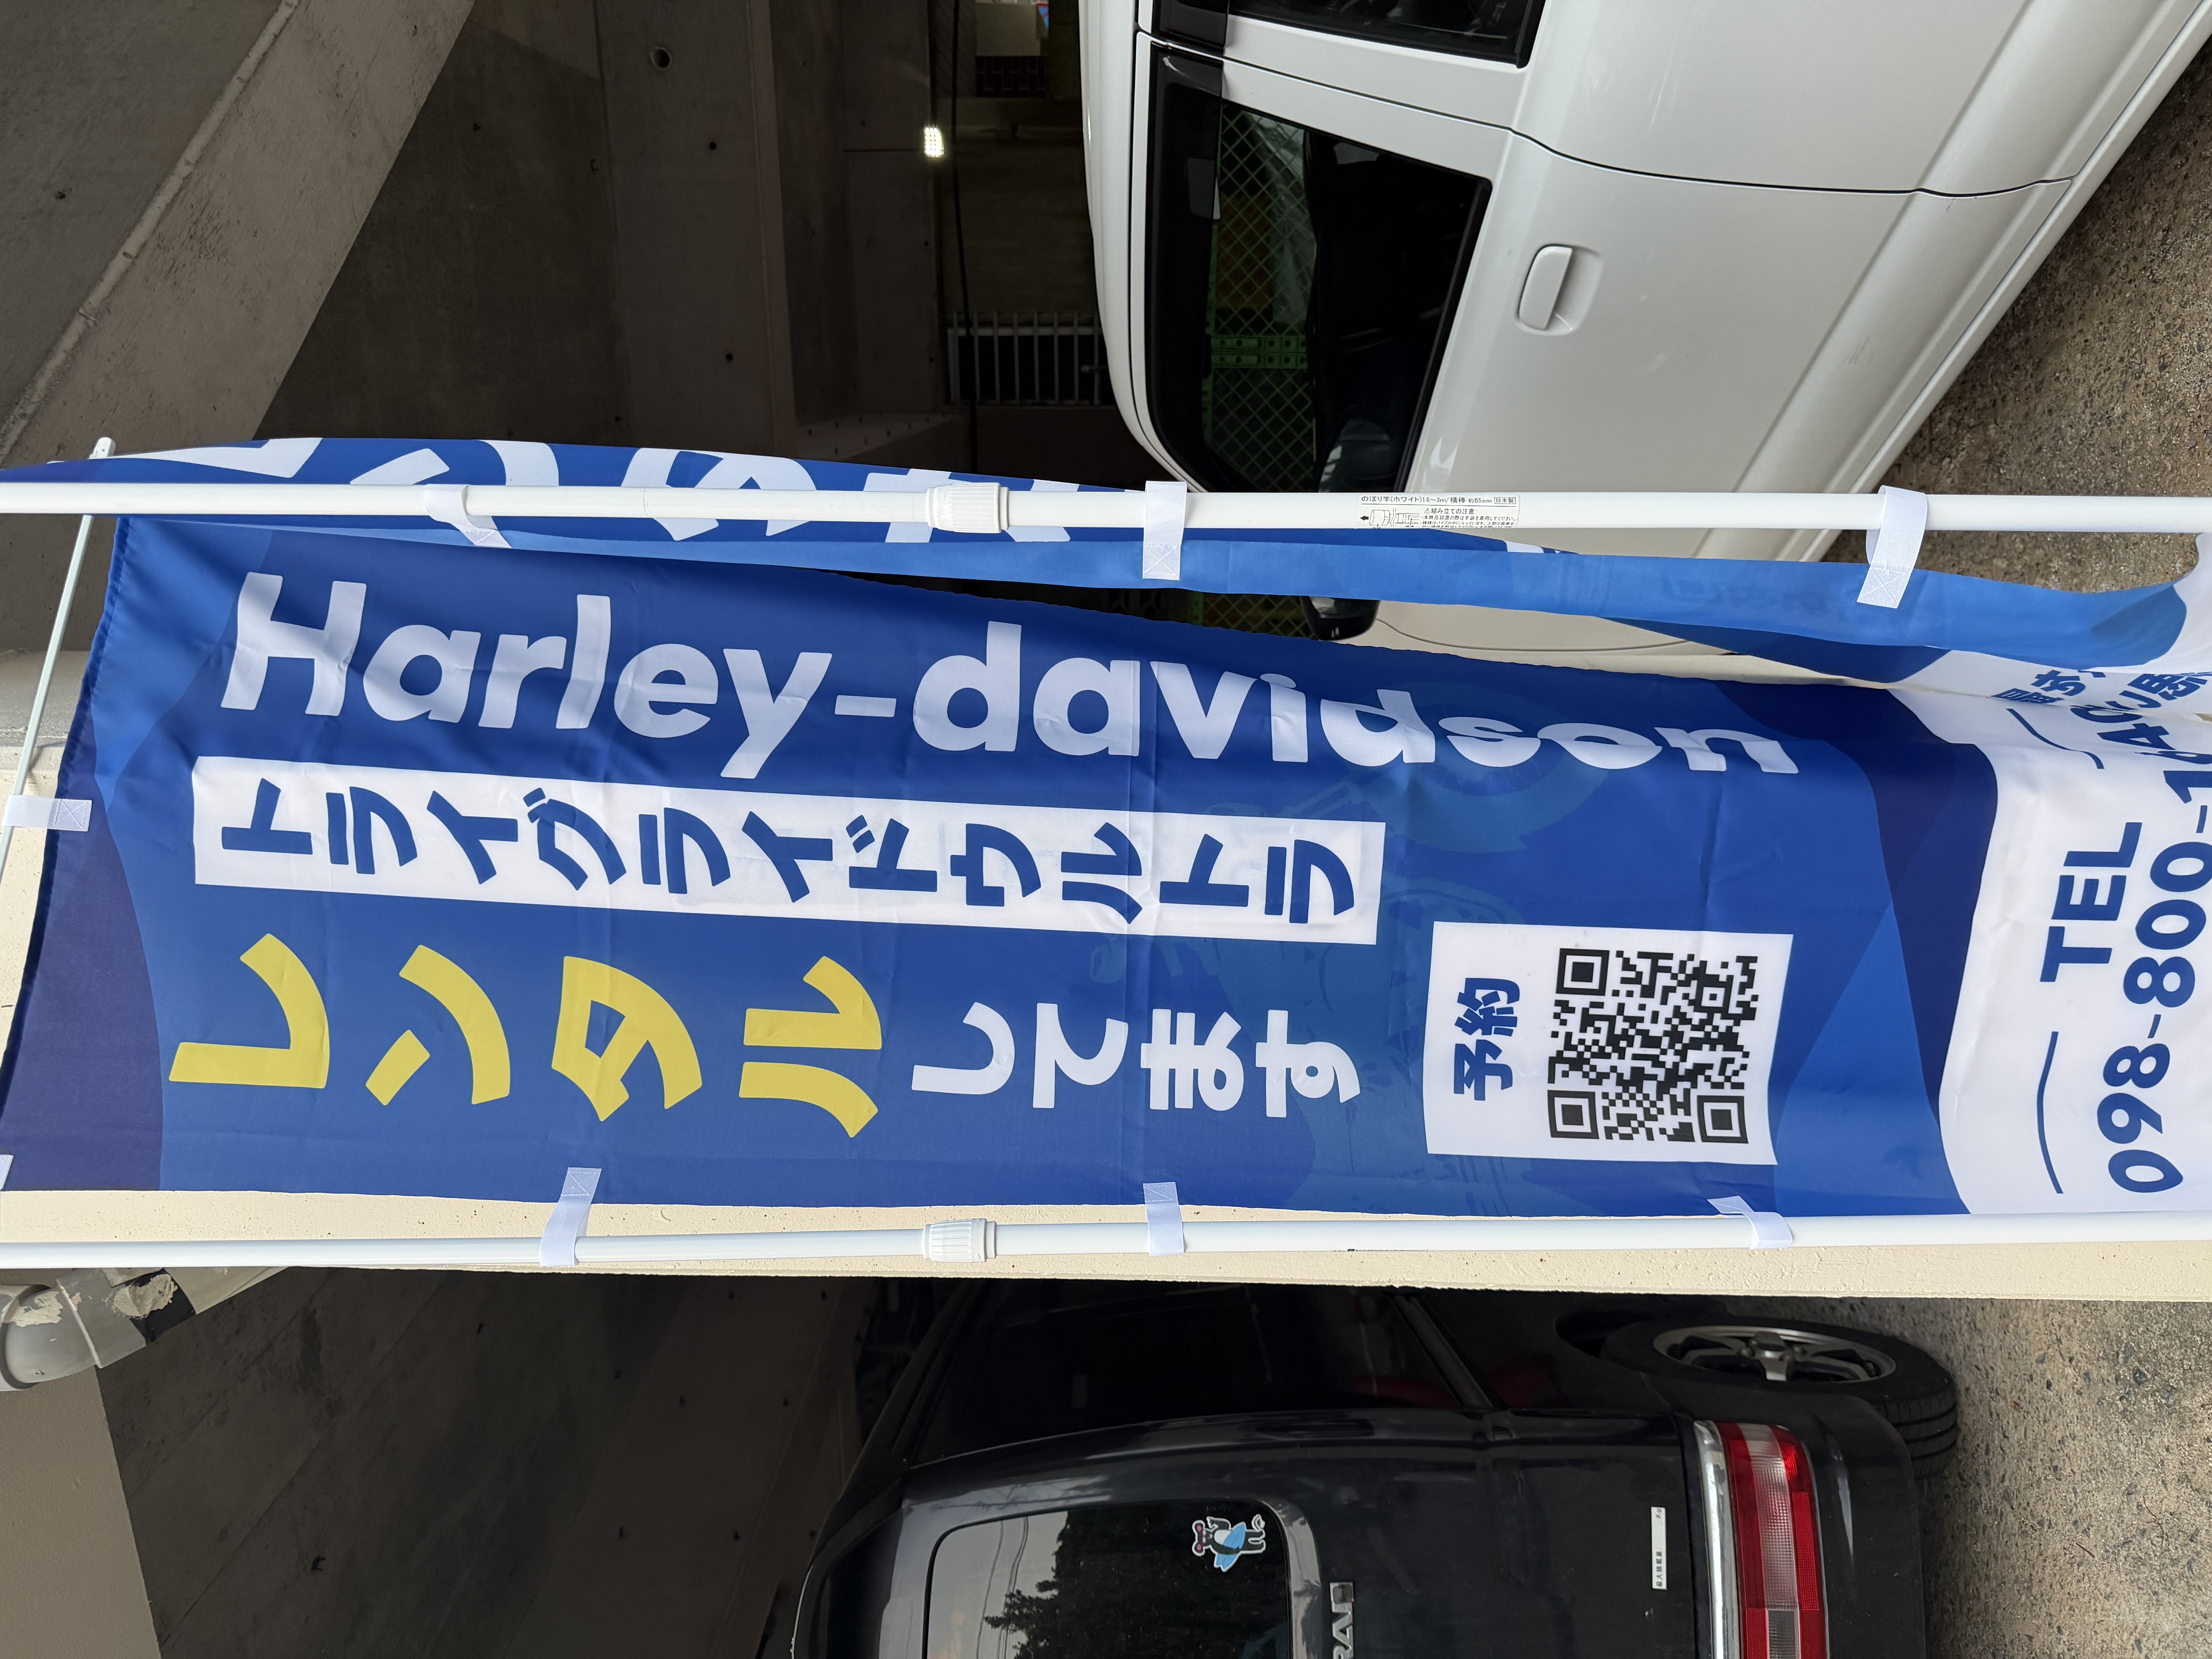 Harley-davidson
トライグライドウルトラ
レンタル
してます
予約
TEL
098-800-1